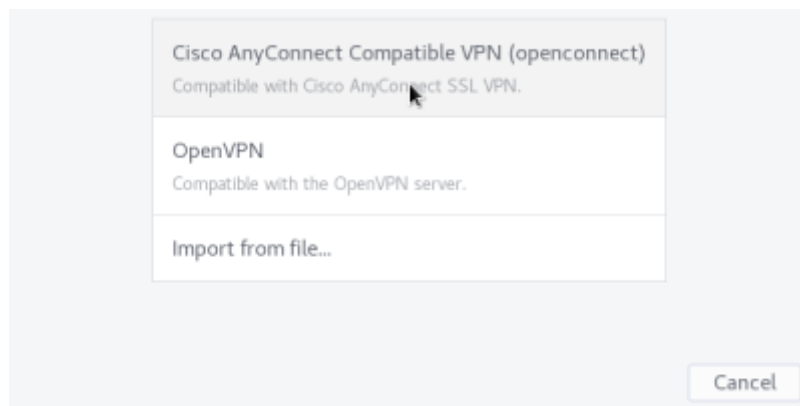 Cisco AnyConnect Compatible VPN (openconnect)
Compatible with Cisco AnyConnect SSL VPN.
OpenVPN
Compatible with the OpenVPN server.
Import from file...
Cancel